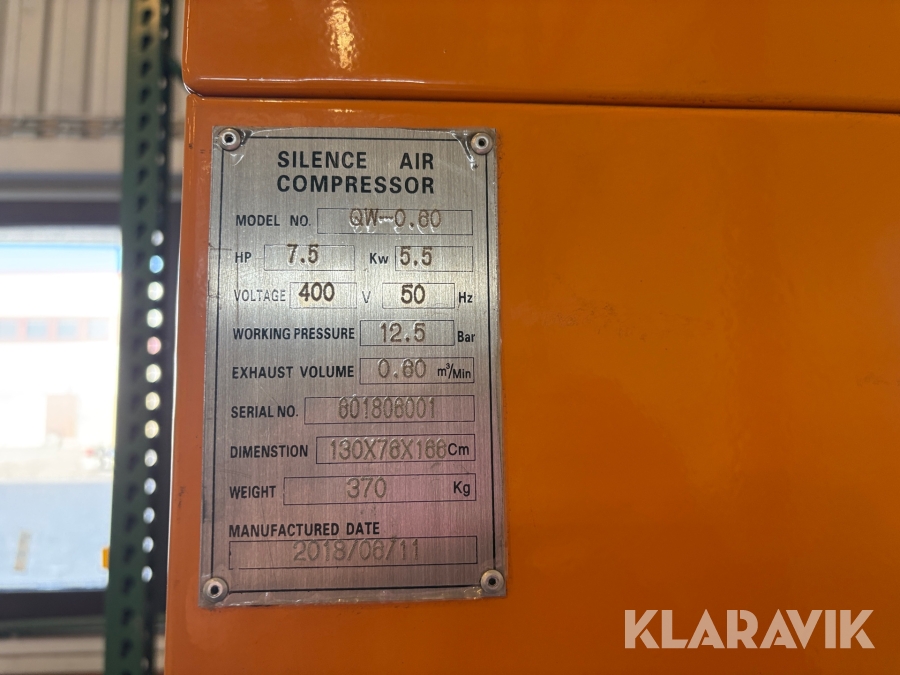 SILENCE AIR
COMPRESSOR
MODEL NO. QW-0.60
HP 7.5 Kw 5.5
VOLTAGE 400 V 50 Hz
WORKING PRESSURE 12.5 Bar
EXHAUST VOLUME 0.60 m³/Min
SERIAL NO. 601806001
DIMENSTION 130X76X166 Cm
WEIGHT 370 Kg
MANUFACTURED DATE
2018/06/11
KLARAVIK